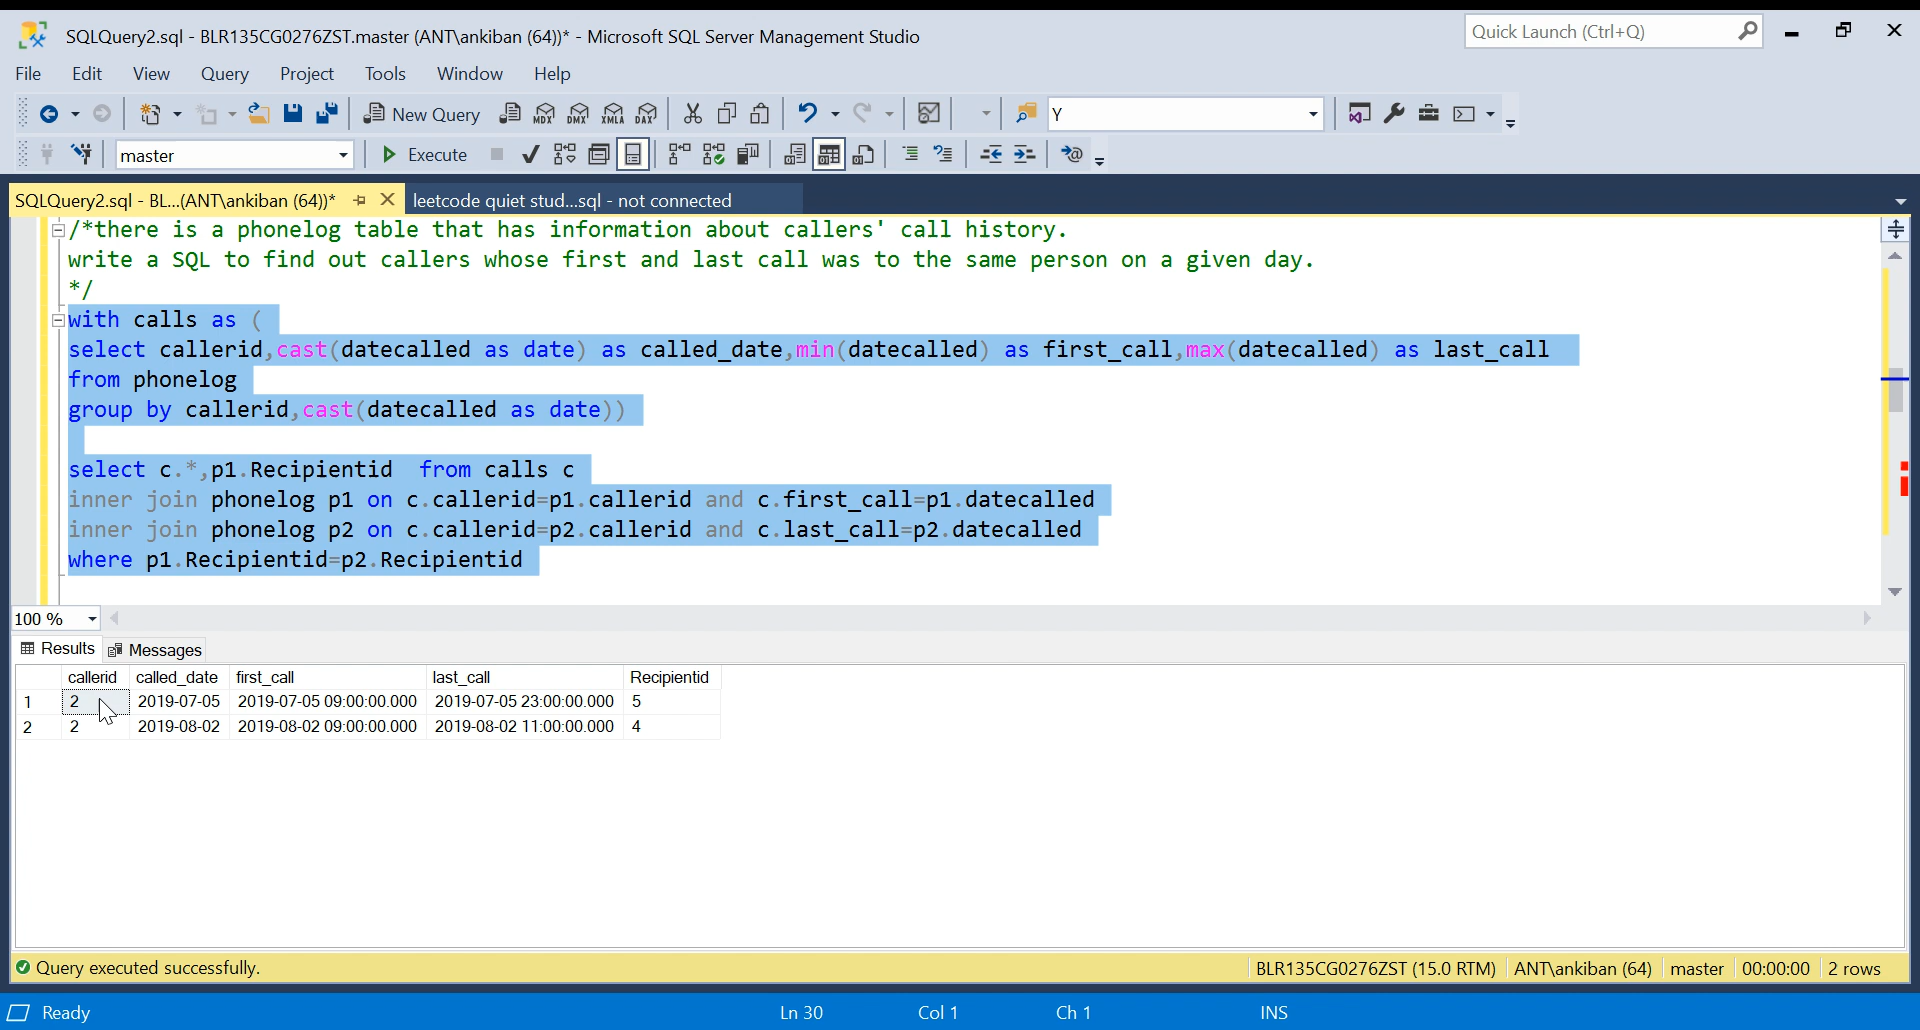 SQLQuery2.sql - BLR135CG0276ZST.master (ANT\ankiban (64))* - Microsoft SQL Server Management Studio
Quick Launch (Ctrl+Q)
File Edit View Query Project Tools Window Help
New Query MDX DMX XMLA DAX Y
master Execute
SQLQuery2.sql - BL...(ANT\ankiban (64))* leetcode quiet stud...sql - not connected
/*there is a phonelog table that has information about callers' call history.
write a SQL to find out callers whose first and last call was to the same person on a given day.
*/
with calls as (
select callerid,cast(datecalled as date) as called_date,min(datecalled) as first_call,max(datecalled) as last_call
from phonelog
group by callerid,cast(datecalled as date))
select c.*,p1.Recipientid  from calls c
inner join phonelog p1 on c.callerid=p1.callerid and c.first_call=p1.datecalled
inner join phonelog p2 on c.callerid=p2.callerid and c.last_call=p2.datecalled
where p1.Recipientid=p2.Recipientid
100 %
Results Messages
callerid called_date first_call last_call Recipientid
1 2 2019-07-05 2019-07-05 09:00:00.000 2019-07-05 23:00:00.000 5
2 2 2019-08-02 2019-08-02 09:00:00.000 2019-08-02 11:00:00.000 4
Query executed successfully. BLR135CG0276ZST (15.0 RTM) ANT\ankiban (64) master 00:00:00 2 rows
Ready Ln 30 Col 1 Ch 1 INS